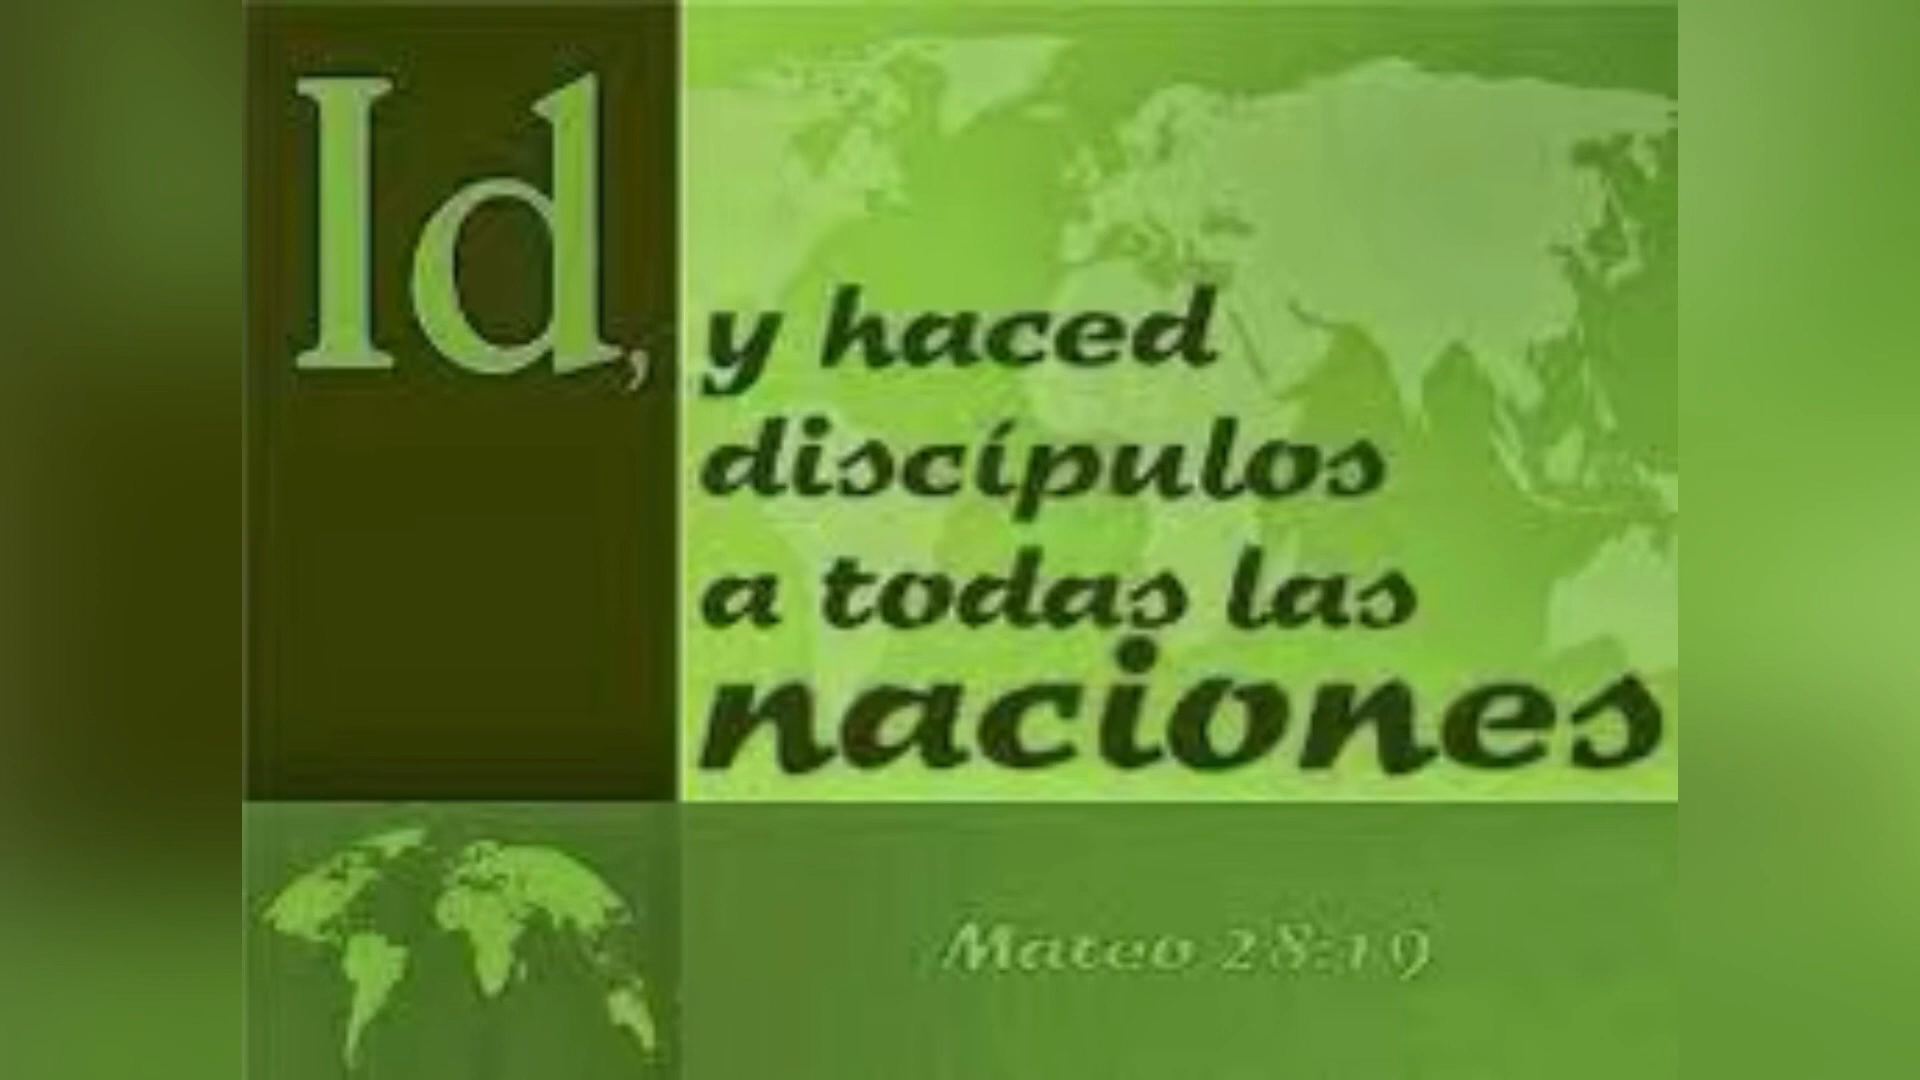 Id,
y haced
discípulos
a todas las
naciones
Mateo 28:19